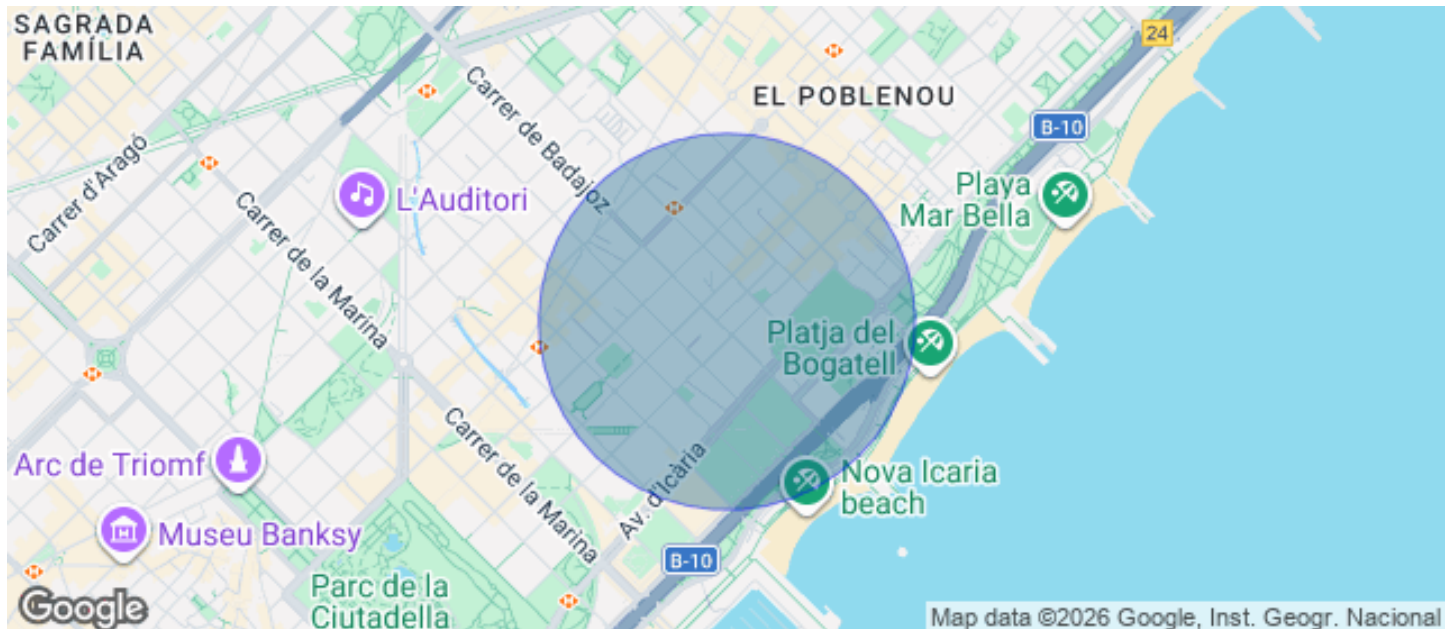 SAGRADA
FAMÍLIA
24
EL POBLENOU
Carrer de Badajoz
B-10
Carrer d'Aragó
L'Auditori
Playa
Mar Bella
Carrer de la Marina
Platja del
Bogatell
Carrer de la Marina
Av. d'Icària
Arc de Triomf
Nova Icaria
beach
Museu Banksy
B-10
Parc de la
Ciutadella
Google
Map data ©2026 Google, Inst. Geogr. Nacional